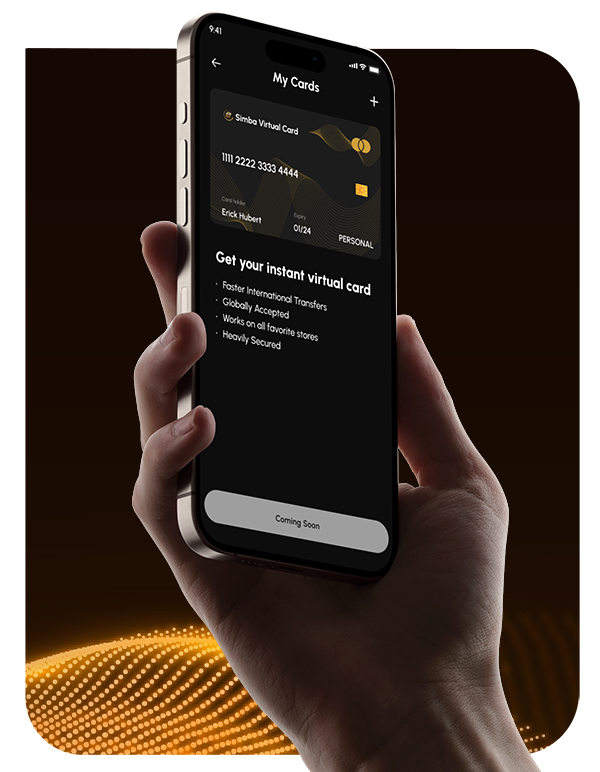 9:41
My Cards
Simba Virtual Card
1111 2222 3333 4444
Card holder
Expiry
Erick Hubert
01/24
PERSONAL
Get your instant virtual card
· Faster International Transfers
· Globally Accepted
· Works on all favorite stores
· Heavily Secured
Coming Soon